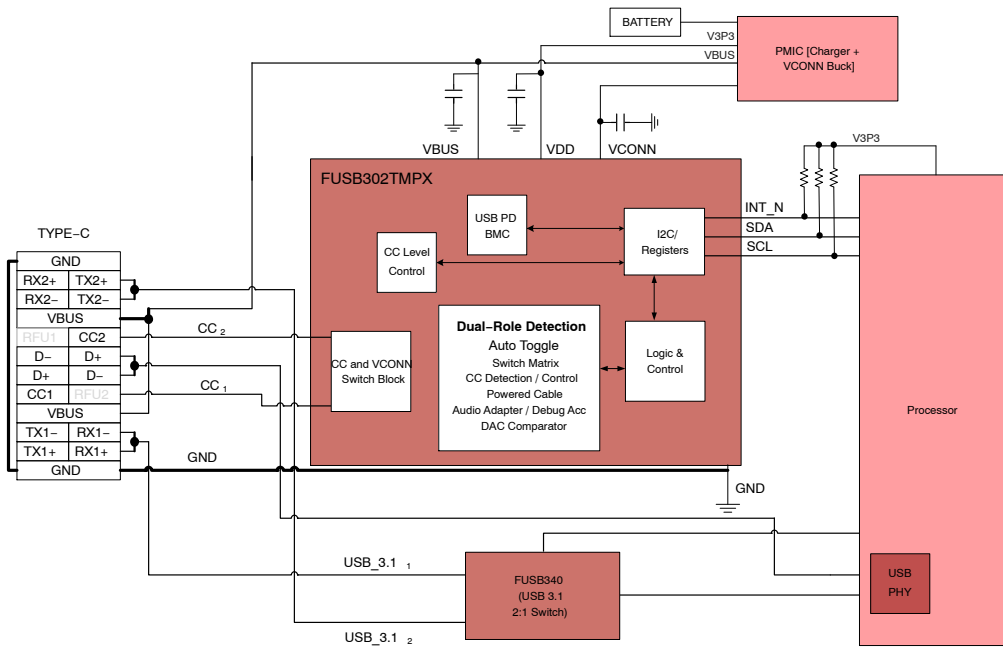 BATTERY
V3P3
VBUS
PMIC [Charger +
VCONN Buck]
VBUS
VDD
VCONN
V3P3
FUSB302TMPX
USB PD
BMC
I2C/
Registers
CC Level
Control
INT_N
SDA
SCL
TYPE-C
GND
RX2+ TX2+
RX2- TX2-
VBUS
RFU1 CC2
D- D+
D+ D-
CC1 RFU2
VBUS
TX1- RX1-
TX1+ RX1+
GND
CC 2
CC 1
GND
CC and VCONN
Switch Block
Dual-Role Detection
Auto Toggle
Switch Matrix
CC Detection / Control
Powered Cable
Audio Adapter / Debug Acc
DAC Comparator
Logic &
Control
Processor
GND
USB_3.1 1
USB_3.1 2
FUSB340
(USB 3.1
2:1 Switch)
USB
PHY